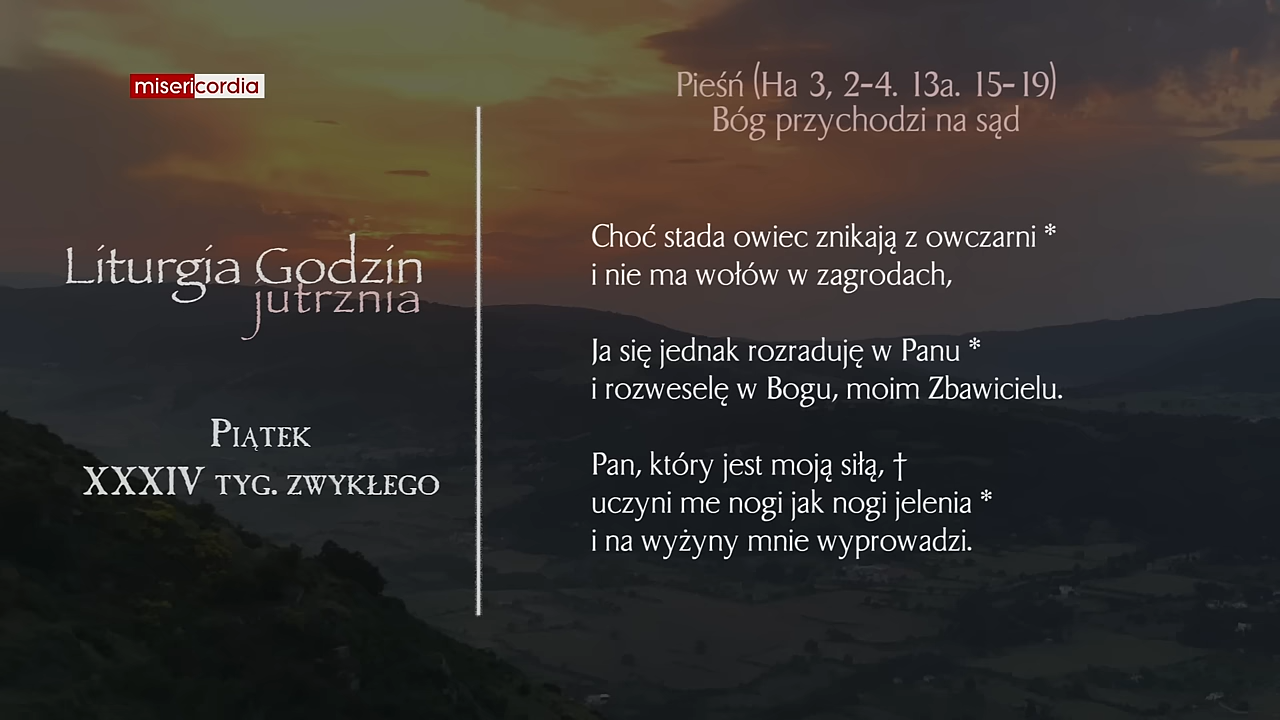 misericordia
Liturgia Godzin
jutrznia
Piątek
XXXIV tyg. zwykłego
Pieśń (Ha 3, 2-4. 13a. 15-19)
Bóg przychodzi na sąd
Choć stada owiec znikają z owczarni *
i nie ma wołów w zagrodach,
Ja się jednak rozraduję w Panu *
i rozweselę w Bogu, moim Zbawicielu.
Pan, który jest moją siłą, †
uczyni me nogi jak nogi jelenia *
i na wyżyny mnie wyprowadzi.